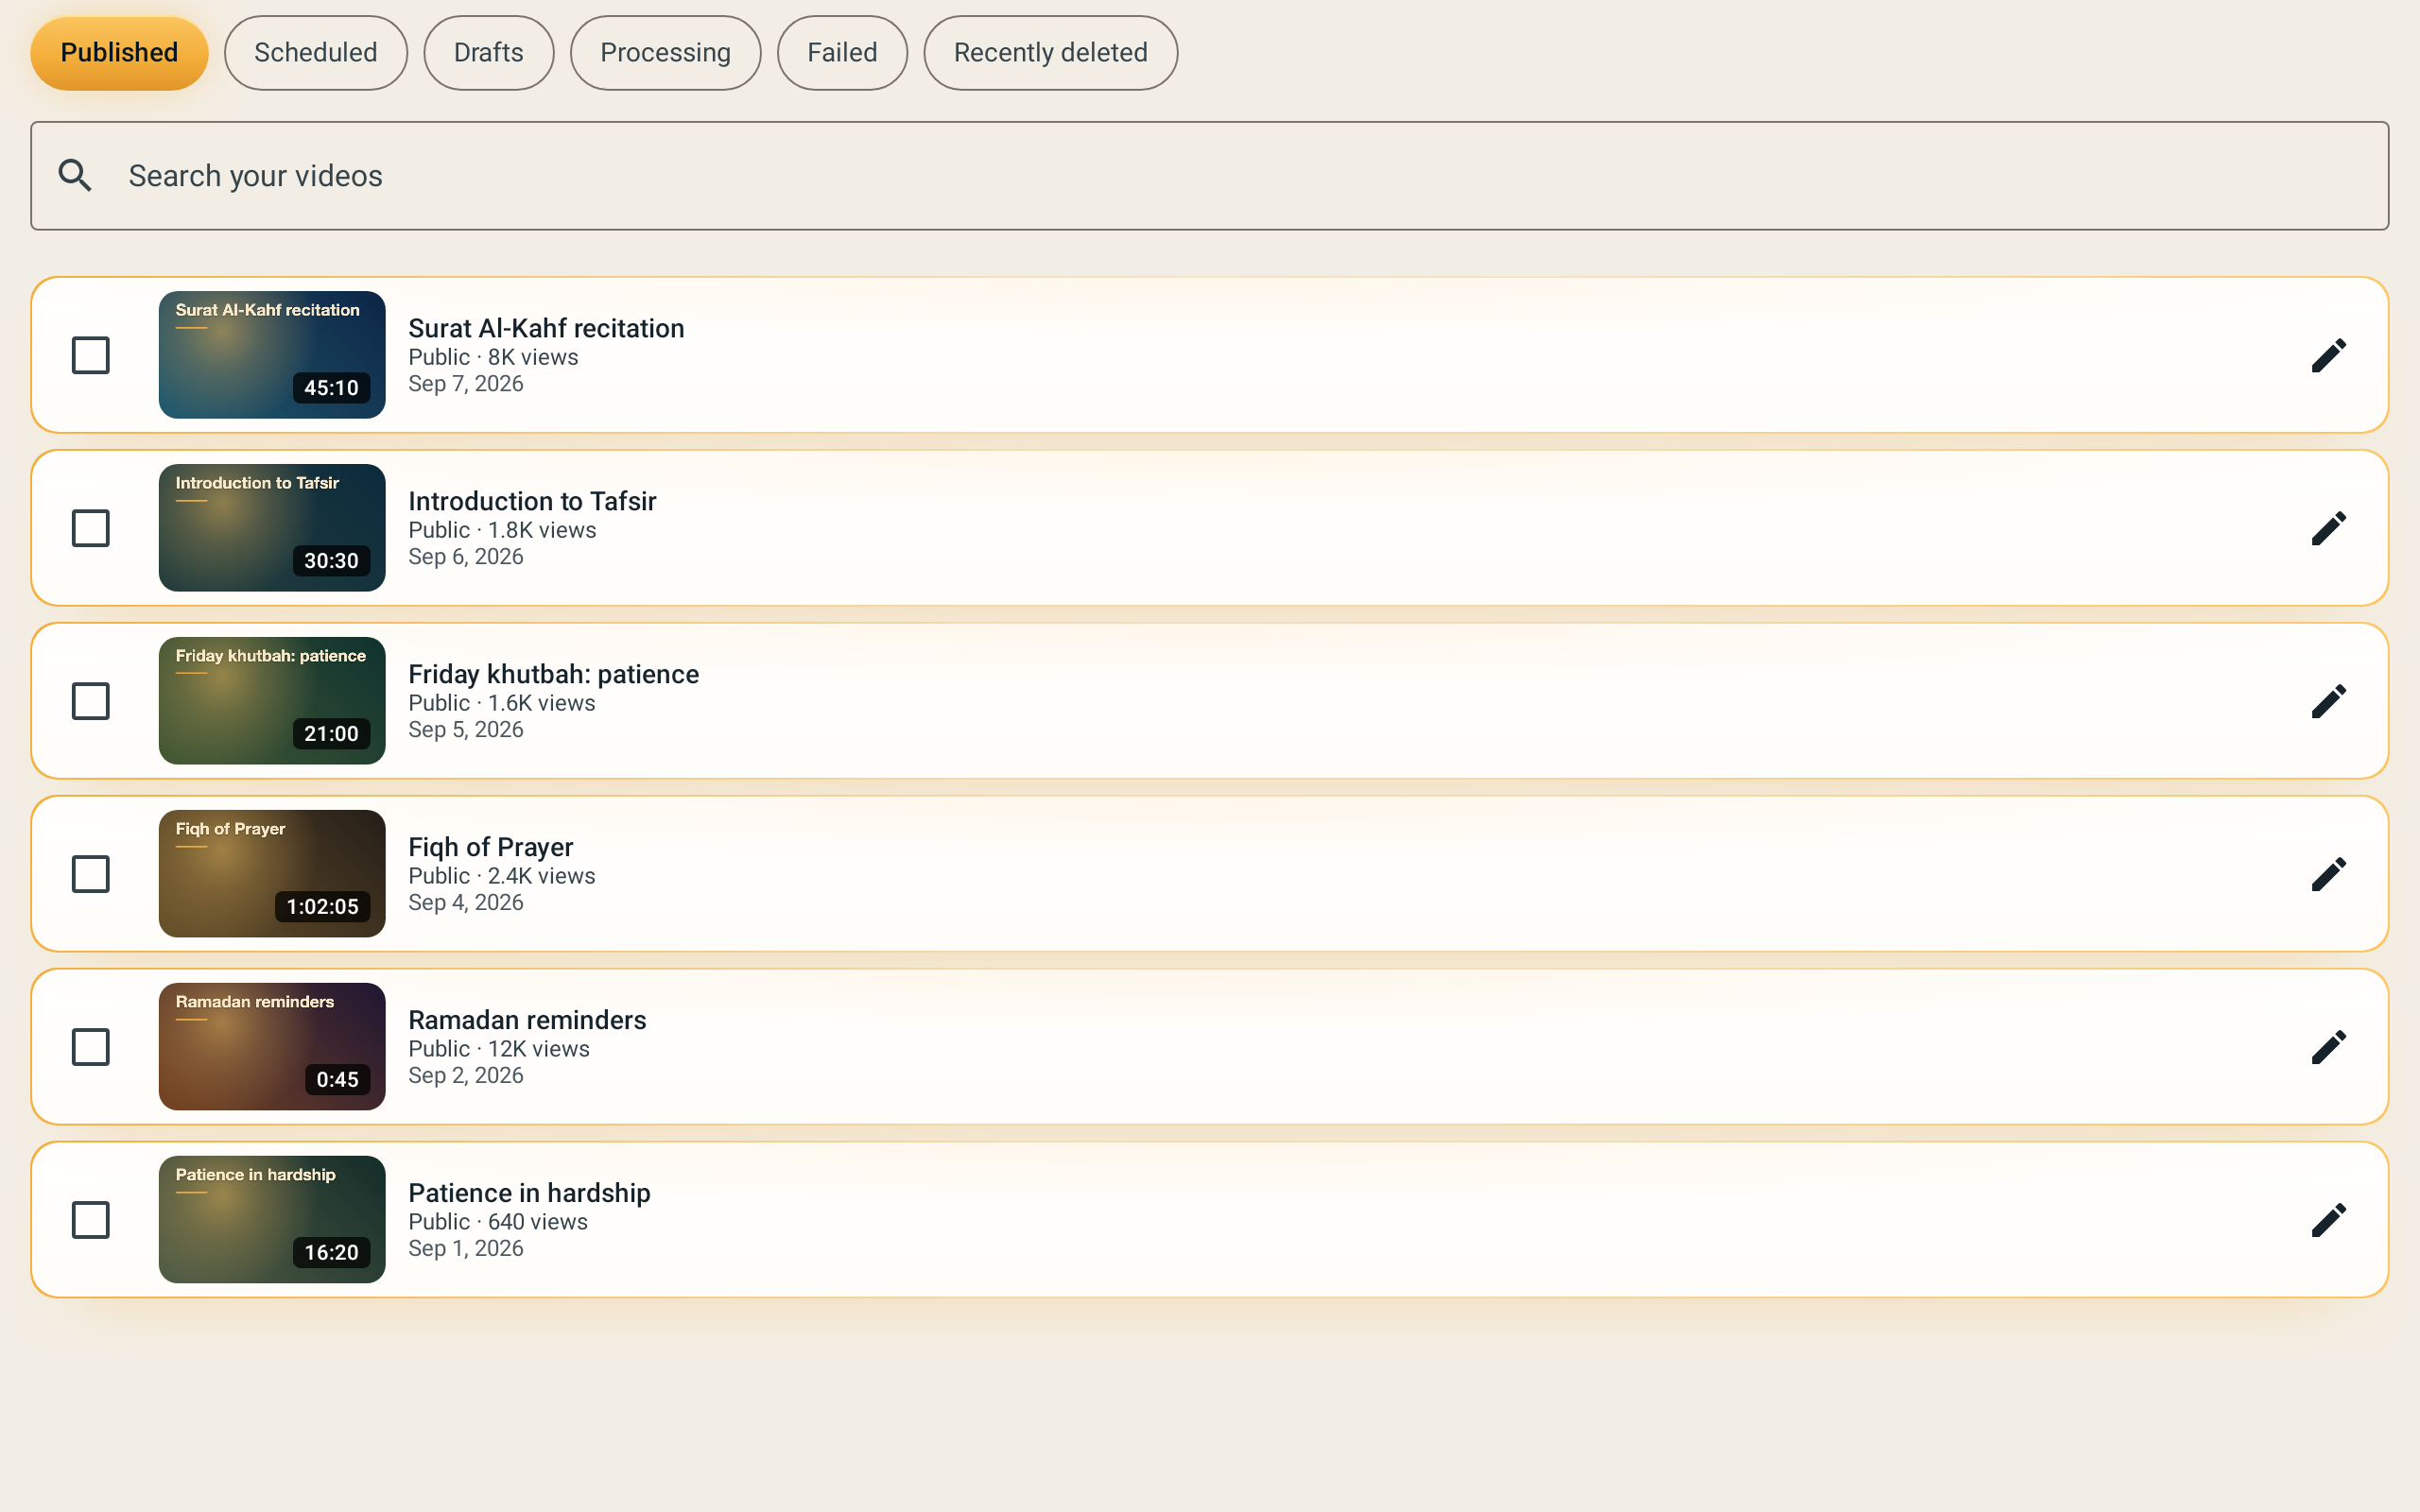 Published
Scheduled
Drafts
Processing
Failed
Recently deleted
Search your videos
Surat Al-Kahf recitation
45:10
Surat Al-Kahf recitation
Public · 8K views
Sep 7, 2026
Introduction to Tafsir
30:30
Introduction to Tafsir
Public · 1.8K views
Sep 6, 2026
Friday khutbah: patience
21:00
Friday khutbah: patience
Public · 1.6K views
Sep 5, 2026
Fiqh of Prayer
1:02:05
Fiqh of Prayer
Public · 2.4K views
Sep 4, 2026
Ramadan reminders
0:45
Ramadan reminders
Public · 12K views
Sep 2, 2026
Patience in hardship
16:20
Patience in hardship
Public · 640 views
Sep 1, 2026